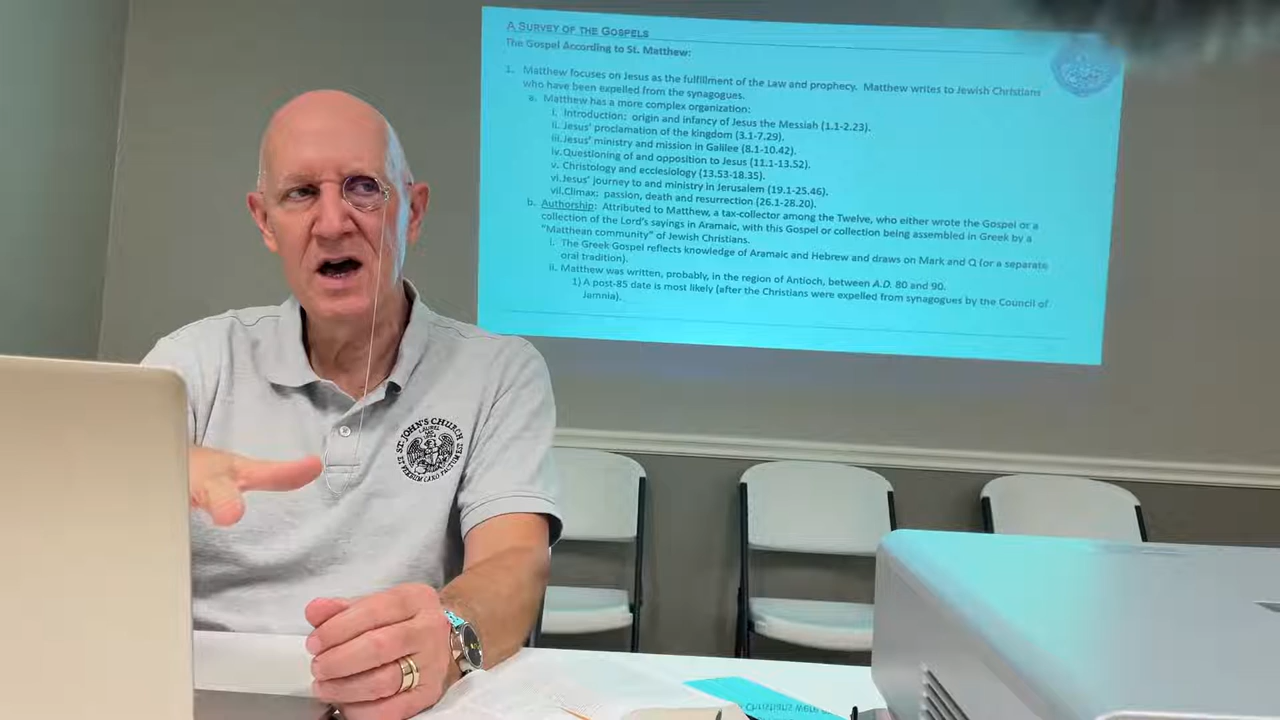 A SURVEY OF THE GOSPELS
The Gospel According to St. Matthew:
1. Matthew focuses on Jesus as the fulfillment of the Law and prophecy. Matthew writes to Jewish Christians
who have been expelled from the synagogues.
a. Matthew has a more complex organization:
i. Introduction: origin and infancy of Jesus the Messiah (1.1-2.23).
ii. Jesus' proclamation of the kingdom (3.1-7.29).
iii. Jesus' ministry and mission in Galilee (8.1-10.42).
iv. Questioning of and opposition to Jesus (11.1-13.52).
v. Christology and ecclesiology (13.53-18.35).
vi. Jesus' journey to and ministry in Jerusalem (19.1-25.46).
vii. Climax: passion, death and resurrection (26.1-28.20).
b. Authorship: Attributed to Matthew, a tax-collector among the Twelve, who either wrote the Gospel or a
collection of the Lord's sayings in Aramaic, with this Gospel or collection being assembled in Greek by a
"Matthean community" of Jewish Christians.
i. The Greek Gospel reflects knowledge of Aramaic and Hebrew and draws on Mark and Q (or a separate
oral tradition).
ii. Matthew was written, probably, in the region of Antioch, between A.D. 80 and 90.
1) A post-85 date is most likely (after the Christians were expelled from synagogues by the Council of
Jamnia).
ST. JOHN'S CHURCH
LAUREL
ET VERBUM CARO FACTUM EST